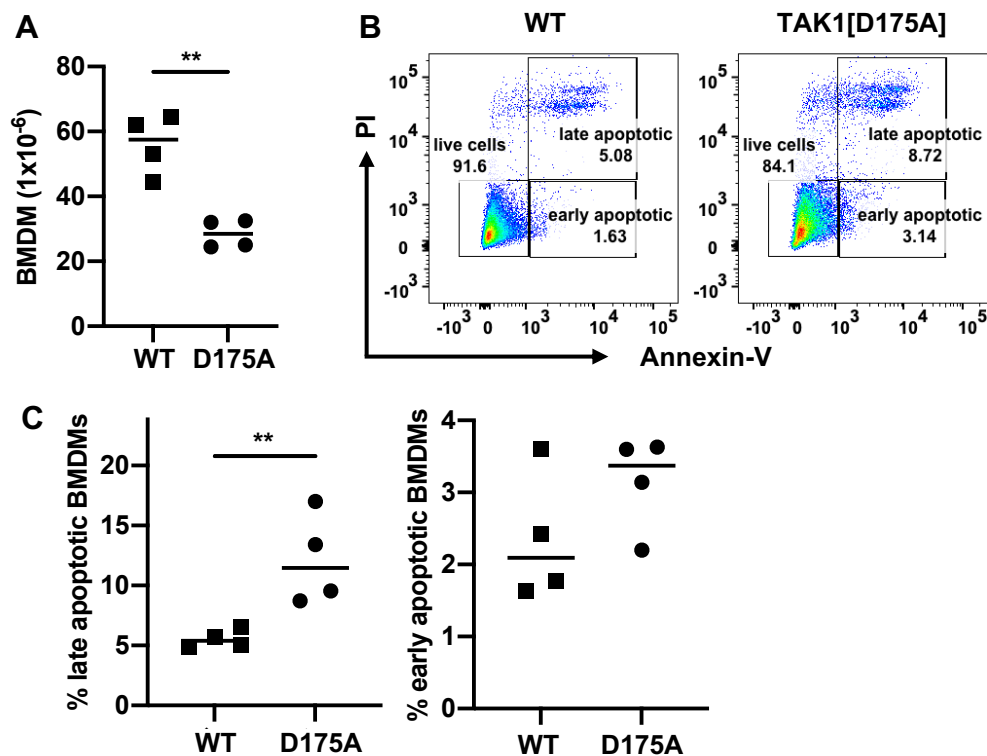 A
BMDM (1x10-6)
80
60
40
20
0
**
WT D175A
B
WT
TAK1[D175A]
PI
10⁵
10⁴
10³
0
-10³
live cells
91.6
late apoptotic
5.08
early apoptotic
1.63
-10³ 0 10³ 10⁴ 10⁵
10⁵
10⁴
10³
0
-10³
live cells
84.1
late apoptotic
8.72
early apoptotic
3.14
-10³ 0 10³ 10⁴ 10⁵
Annexin-V
C
% late apoptotic BMDMs
20
15
10
5
0
**
WT D175A
% early apoptotic BMDMs
4
3
2
1
0
WT D175A